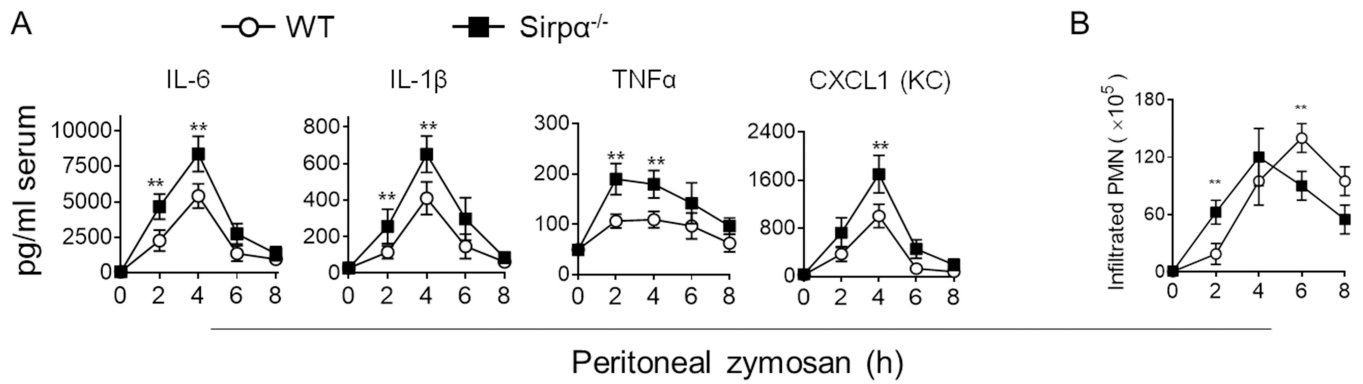 A
WT
Sirpα-/-
B
IL-6
IL-1β
TNFα
CXCL1 (KC)
pg/ml serum
10000
7500
5000
2500
0
**
**
0 2 4 6 8
800
600
400
200
0
**
**
0 2 4 6 8
300
200
100
0
** **
0 2 4 6 8
2400
1600
800
0
**
0 2 4 6 8
Infiltrated PMN (×10⁵)
180
120
60
0
**
**
0 2 4 6 8
Peritoneal zymosan (h)